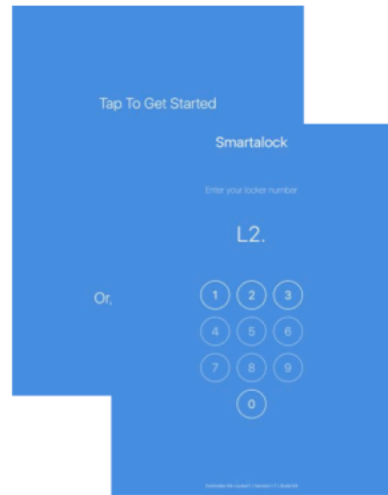 Tap To Get Started
Smartalock
Enter your locker number
L2.
Or,
1 2 3
4 5 6
7 8 9
0